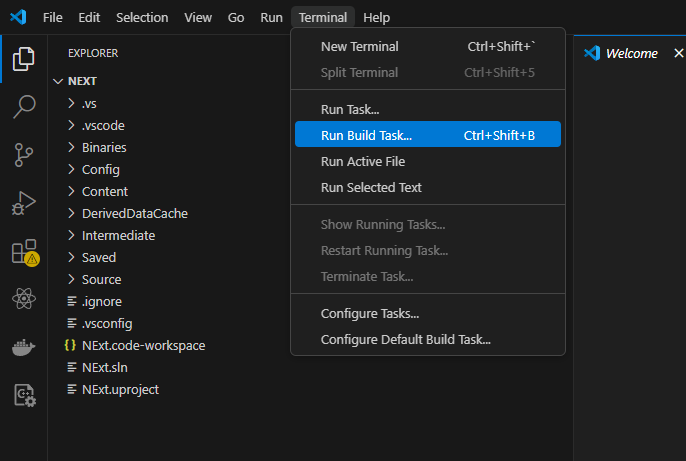 File Edit Selection View Go Run Terminal Help
EXPLORER
NEXT
.vs
.vscode
Binaries
Config
Content
DerivedDataCache
Intermediate
Saved
Source
.ignore
.vsconfig
NExt.code-workspace
NExt.sln
NExt.uproject
New Terminal Ctrl+Shift+`
Split Terminal Ctrl+Shift+5
Run Task...
Run Build Task... Ctrl+Shift+B
Run Active File
Run Selected Text
Show Running Tasks...
Restart Running Task...
Terminate Task...
Configure Tasks...
Configure Default Build Task...
Welcome